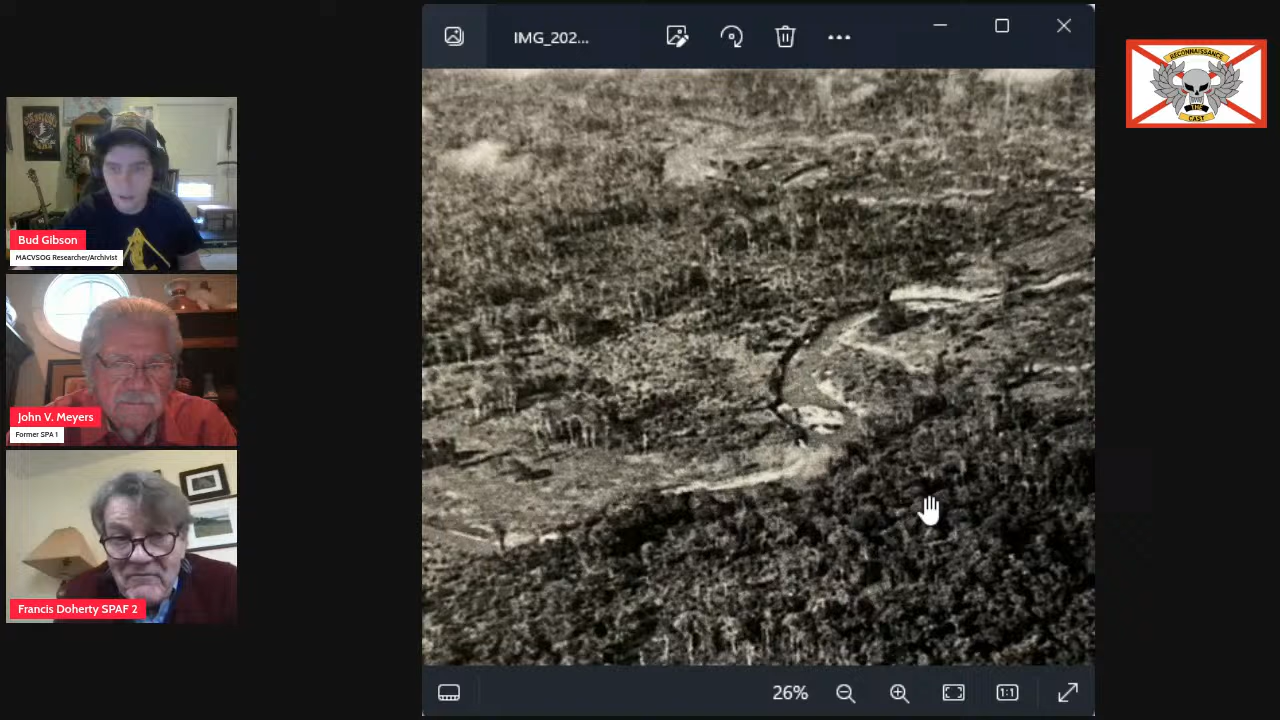 IMG_202...
RECONNAISSANCE
THE
CAST
Bud Gibson
MACVSOG Researcher/Archivist
John V. Meyers
Former SPA 1
Francis Doherty SPAF 2
26%
1:1